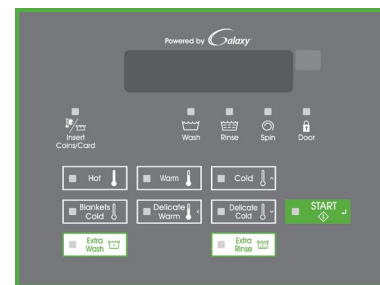 Powered by Galaxy
Insert
Coins/Card
Wash
Rinse
Spin
Door
Hot
Warm
Cold
Blankets
Cold
Delicate
Warm
Delicate
Cold
START
Extra
Wash
Extra
Rinse